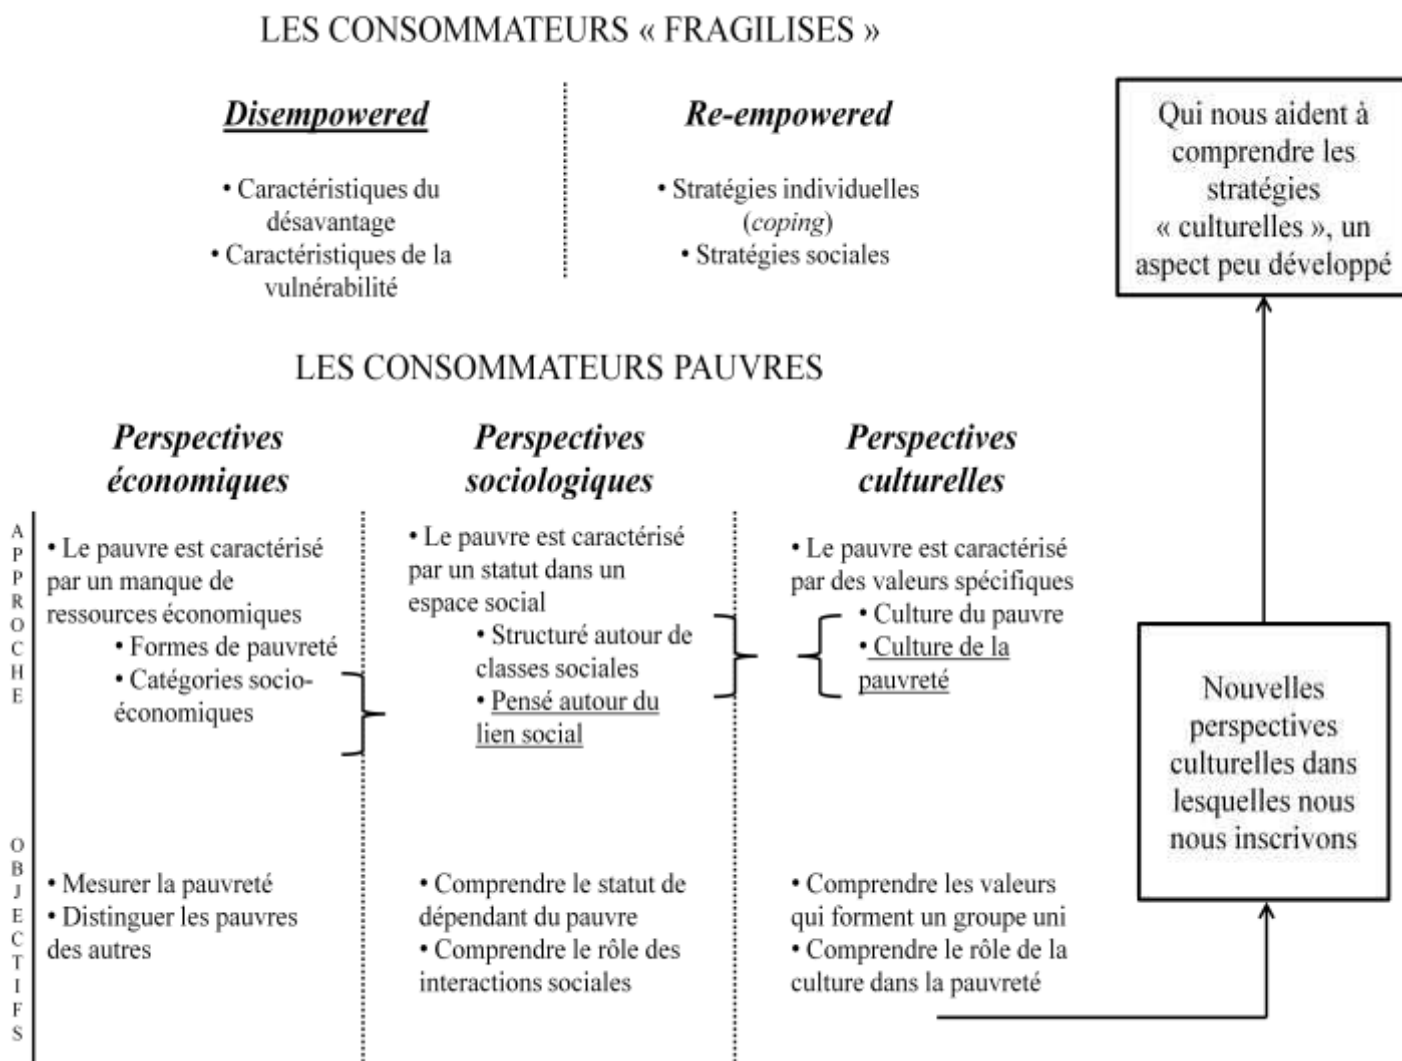 LES CONSOMMATEURS « FRAGILISES »
Disempowered
• Caractéristiques du
désavantage
• Caractéristiques de la
vulnérabilité
Re-empowered
• Stratégies individuelles
(coping)
• Stratégies sociales
Qui nous aident à
comprendre les
stratégies
« culturelles », un
aspect peu développé
LES CONSOMMATEURS PAUVRES
Perspectives
économiques
Perspectives
sociologiques
Perspectives
culturelles
APPROCHE
• Le pauvre est caractérisé
par un manque de
ressources économiques
• Formes de pauvreté
• Catégories socio-
économiques
• Le pauvre est caractérisé
par un statut dans un
espace social
• Structuré autour de
classes sociales
• Pensé autour du
lien social
• Le pauvre est caractérisé
par des valeurs spécifiques
• Culture du pauvre
• Culture de la
pauvreté
Nouvelles
perspectives
culturelles dans
lesquelles nous
nous inscrivons
OBJECTIFS
• Mesurer la pauvreté
• Distinguer les pauvres
des autres
• Comprendre le statut de
dépendant du pauvre
• Comprendre le rôle des
interactions sociales
• Comprendre les valeurs
qui forment un groupe uni
• Comprendre le rôle de la
culture dans la pauvreté